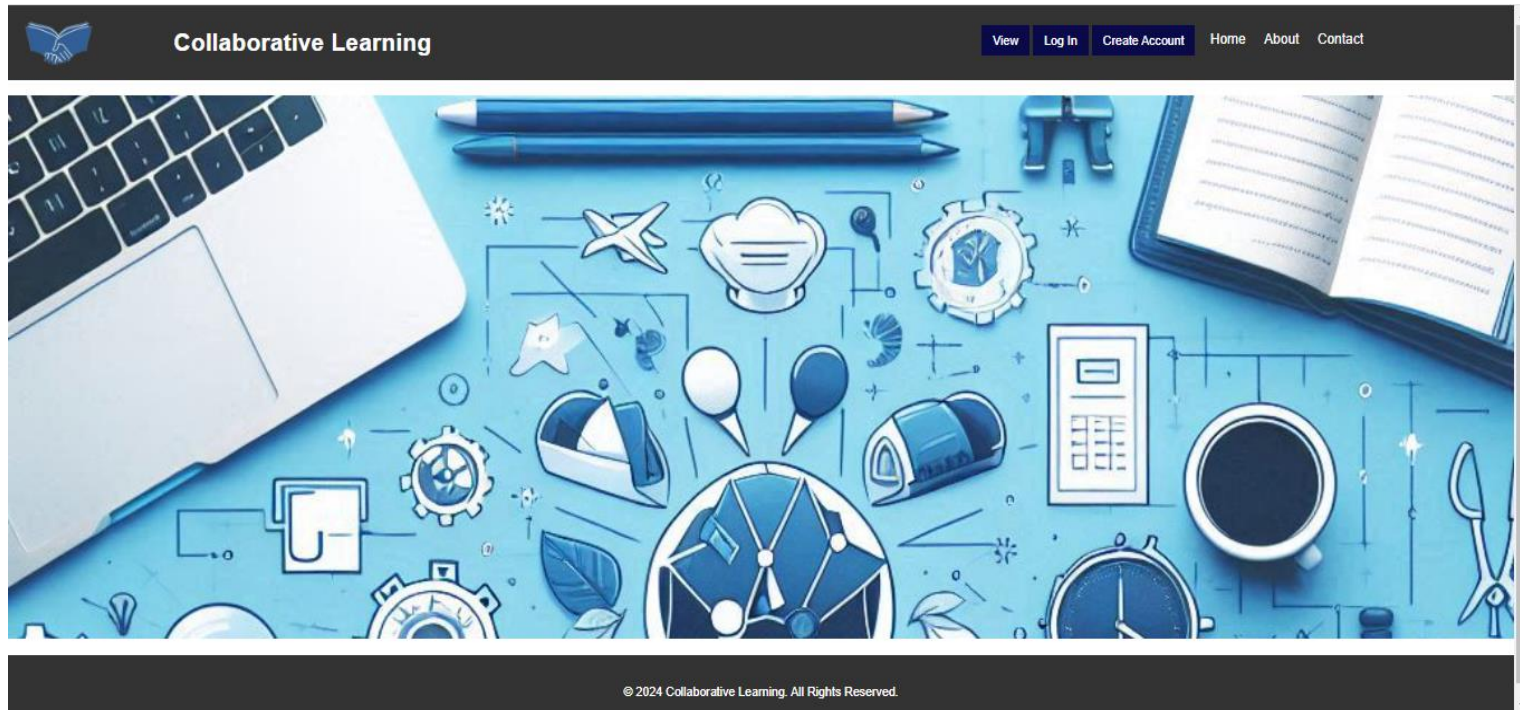 Collaborative Learning
View Log In Create Account Home About Contact
© 2024 Collaborative Learning. All Rights Reserved.